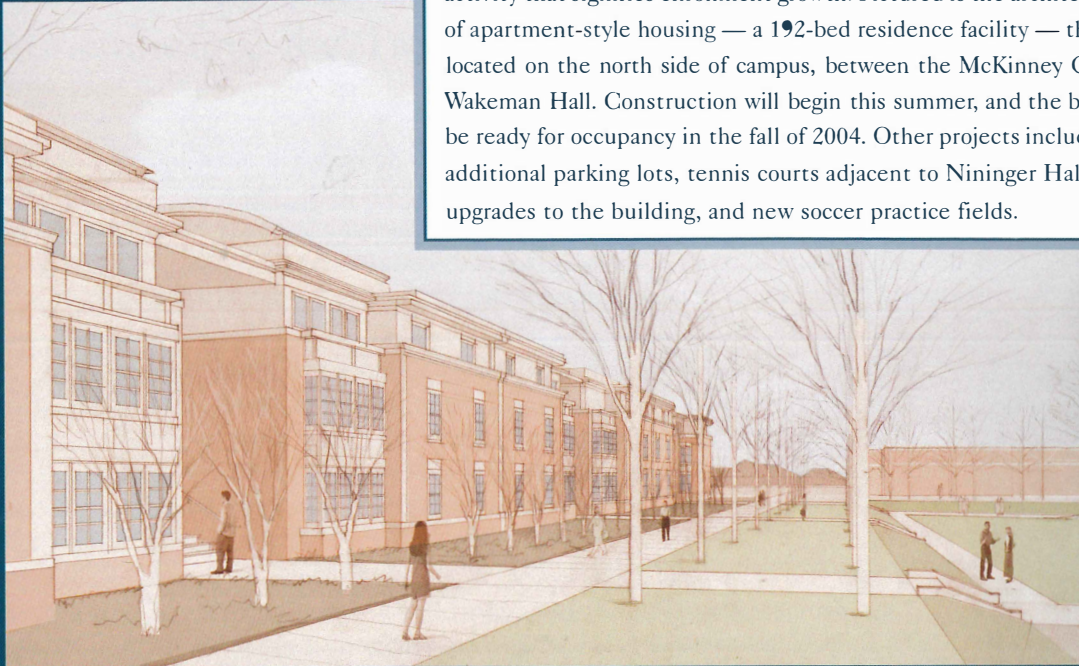 of apartment-style housing — a 192-bed residence facility — th
located on the north side of campus, between the McKinney C
Wakeman Hall. Construction will begin this summer, and the b
be ready for occupancy in the fall of 2004. Other projects inclu
additional parking lots, tennis courts adjacent to Nininger Hal
upgrades to the building, and new soccer practice fields.